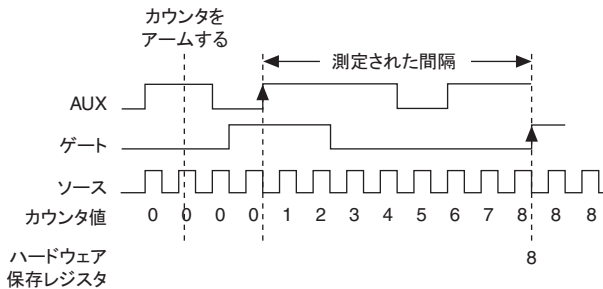 カウンタを
アームする
測定された間隔
AUX
ゲート
ソース
カウンタ値 0 0 0 0 1 2 3 4 5 6 7 8 8 8
ハードウェア
保存レジスタ
8